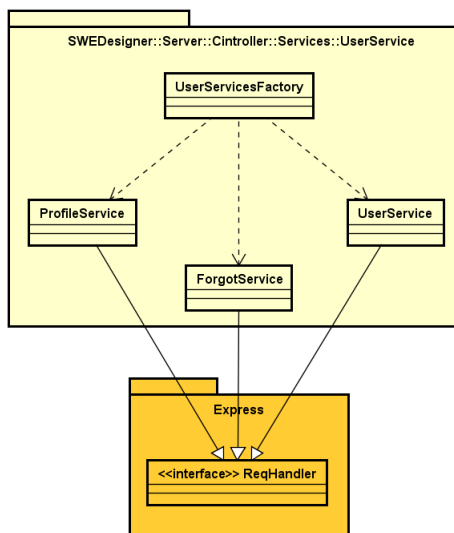 SWEDesigner::Server::Cintroller::Services::UserService
UserServicesFactory
ProfileService
UserService
ForgotService
Express
<<interface>> ReqHandler